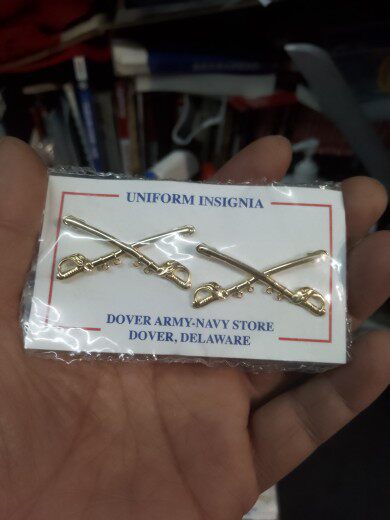 UNIFORM INSIGNIA
DOVER ARMY-NAVY STORE
DOVER, DELAWARE